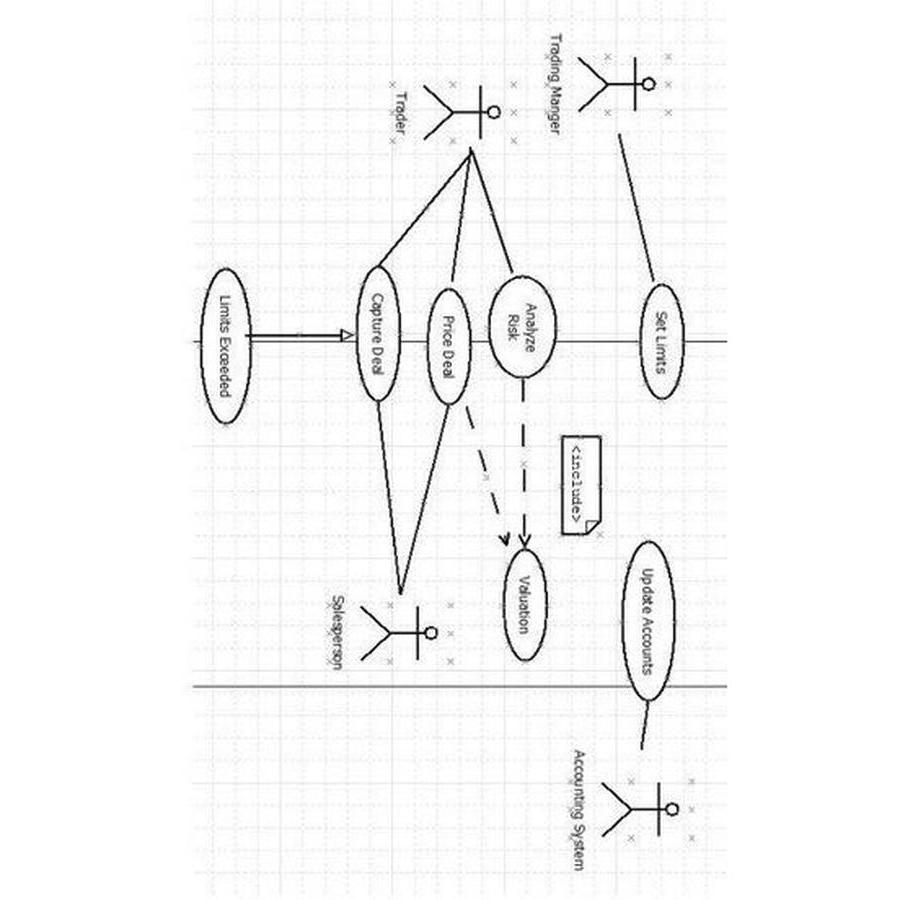 Trading Manger
Set Limits
Update Accounts
Accounting System
<include>
Trader
Analyze
Risk
Valuation
Price Deal
Capture Deal
Salesperson
Limits Exceeded